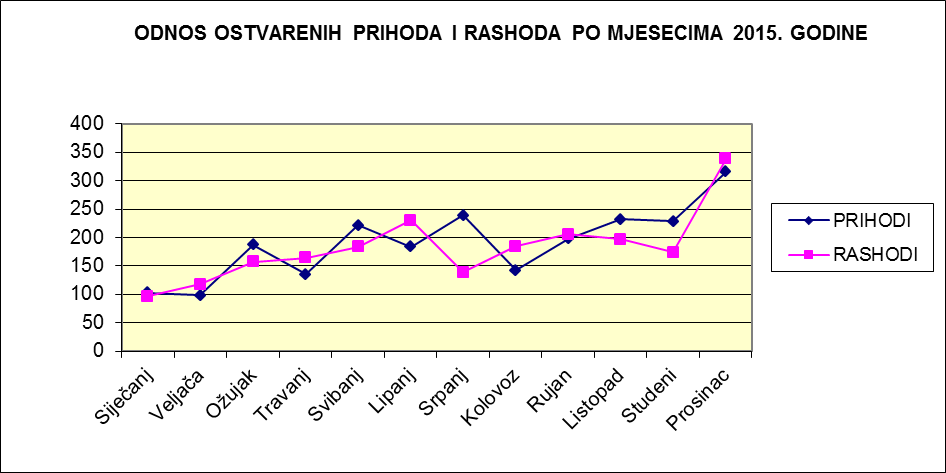 ODNOS OSTVARENIH PRIHODA I RASHODA PO MJESECIMA 2015. GODINE
400
350
300
250
200
150
100
50
0
Siječanj
Veljača
Ožujak
Travanj
Svibanj
Lipanj
Srpanj
Kolovoz
Rujan
Listopad
Studeni
Prosinac
PRIHODI
RASHODI